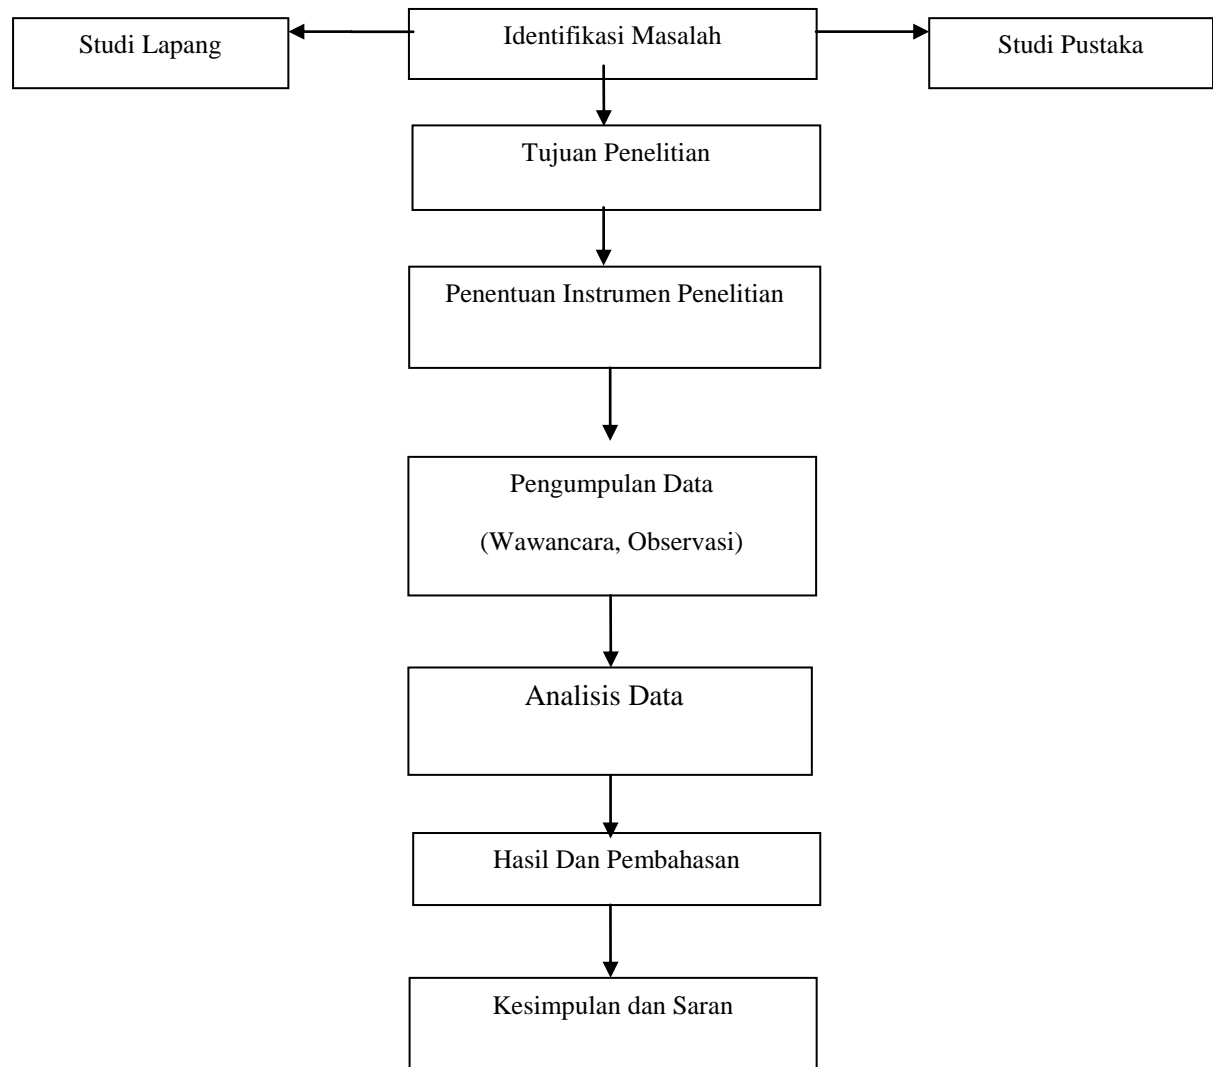 Studi Lapang
Identifikasi Masalah
Studi Pustaka
Tujuan Penelitian
Penentuan Instrumen Penelitian
Pengumpulan Data
(Wawancara, Observasi)
Analisis Data
Hasil Dan Pembahasan
Kesimpulan dan Saran